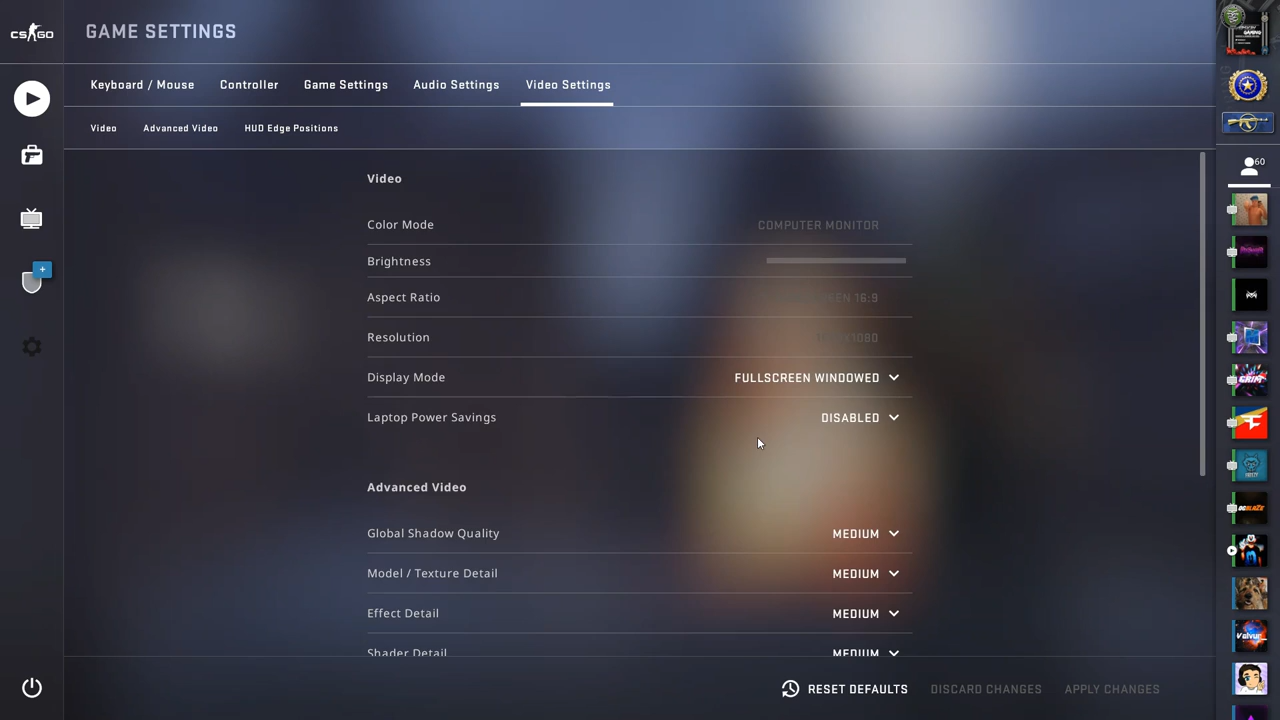 CS GO
GAME SETTINGS
Keyboard / Mouse
Controller
Game Settings
Audio Settings
Video Settings
Video
Advanced Video
HUD Edge Positions
60
Video
Color Mode
COMPUTER MONITOR
Brightness
Aspect Ratio
16:9
Resolution
Display Mode
FULLSCREEN WINDOWED
Laptop Power Savings
DISABLED
Advanced Video
Global Shadow Quality
MEDIUM
Model / Texture Detail
MEDIUM
Effect Detail
MEDIUM
Shader Detail
MEDIUM
RESET DEFAULTS
DISCARD CHANGES
APPLY CHANGES
GRIM